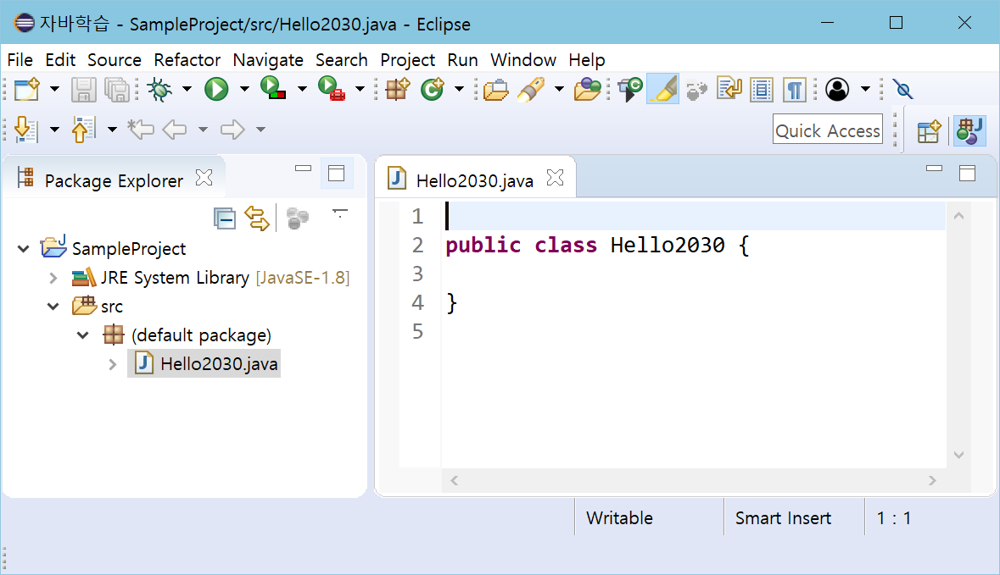 자바학습 - SampleProject/src/Hello2030.java - Eclipse
File Edit Source Refactor Navigate Search Project Run Window Help
Quick Access
Package Explorer
SampleProject
JRE System Library [JavaSE-1.8]
src
(default package)
Hello2030.java
Hello2030.java
1
2 public class Hello2030 {
3
4 }
5
Writable Smart Insert 1 : 1